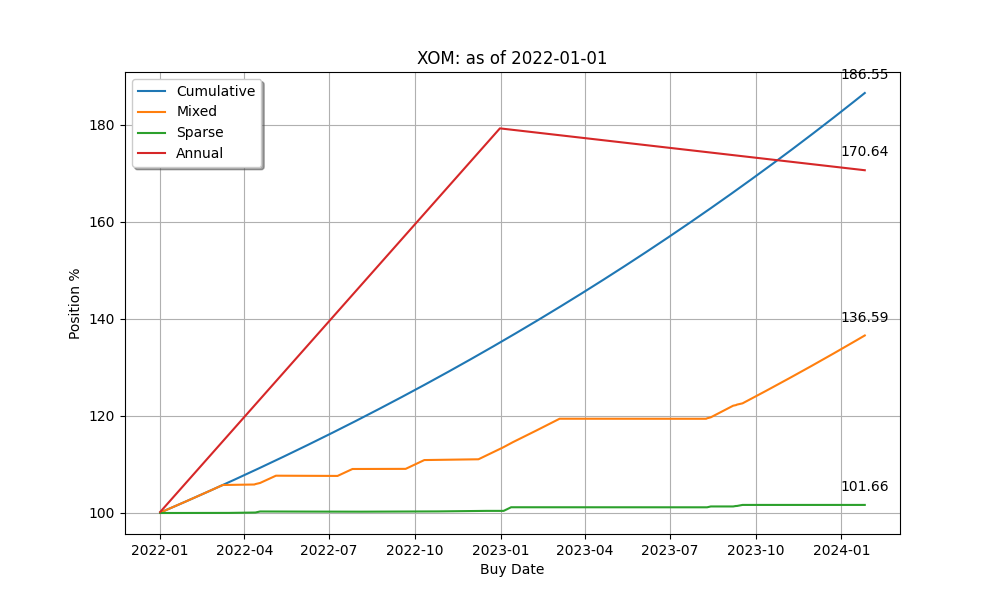 XOM: as of 2022-01-01
186.55
Cumulative
Mixed
Sparse
Annual
180
170.64
160
Position %
140
136.59
120
101.66
100
2022-01 2022-04 2022-07 2022-10 2023-01 2023-04 2023-07 2023-10 2024-01
Buy Date